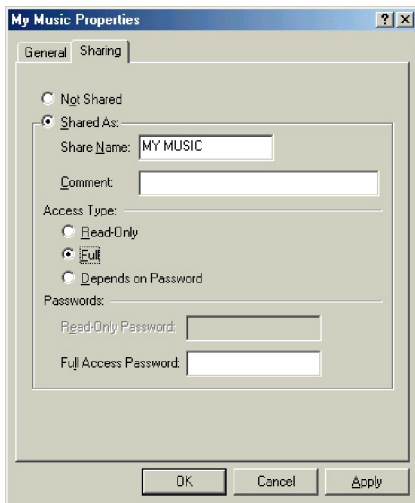 My Music Properties
General Sharing
Not Shared
Shared As:
Share Name: MY MUSIC
Comment:
Access Type:
Read-Only
Full
Depends on Password
Passwords:
Read-Only Password:
Full Access Password:
OK Cancel Apply